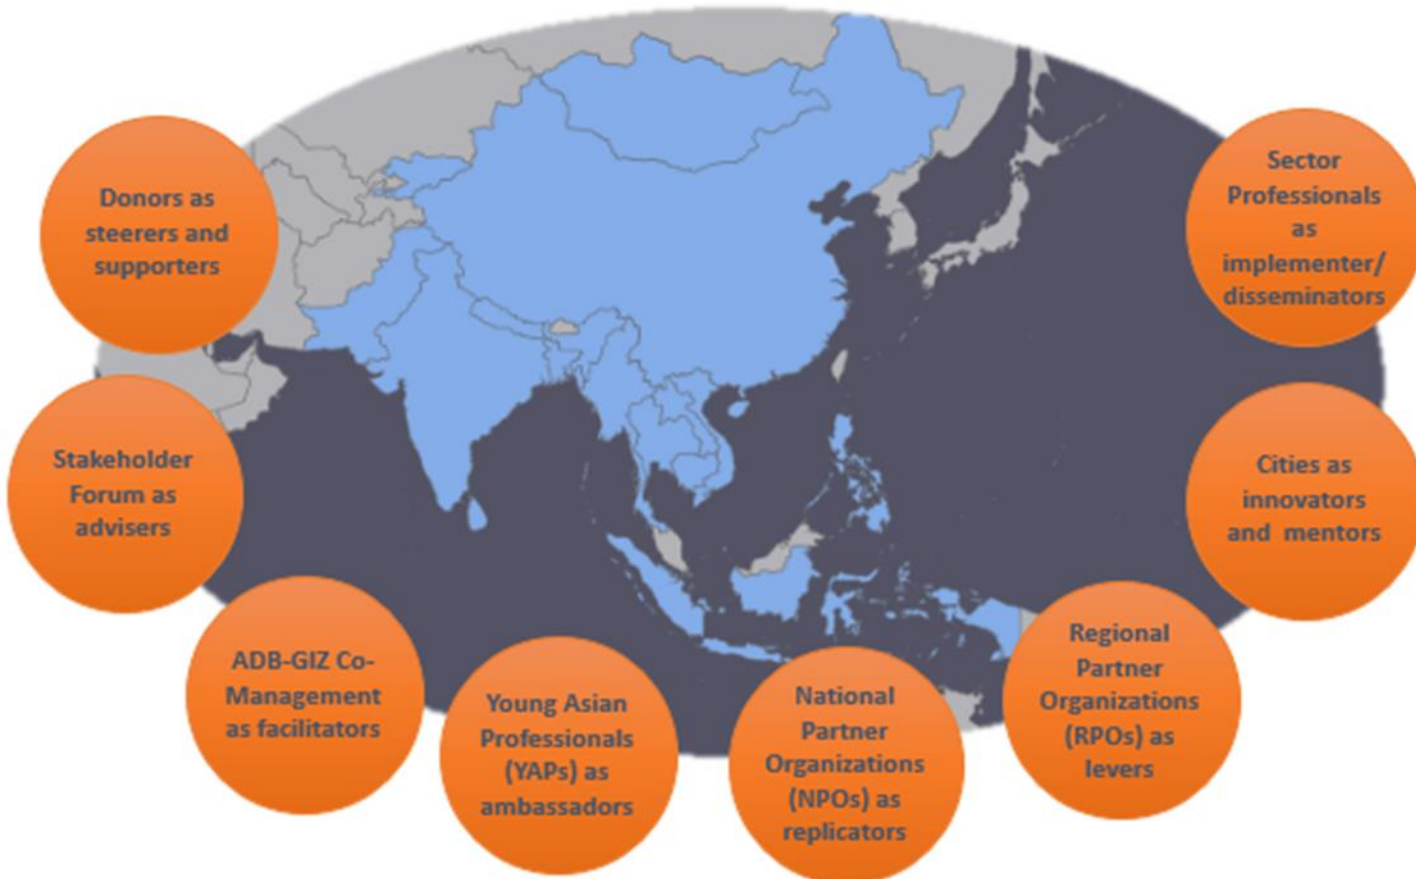 Donors as
steerers and
supporters
Stakeholder
Forum as
advisers
ADB-GIZ Co-
Management
as facilitators
Young Asian
Professionals
(YAPs) as
ambassadors
National
Partner
Organizations
(NPOs) as
replicators
Regional
Partner
Organizations
(RPOs) as
levers
Cities as
innovators
and mentors
Sector
Professionals
as
implementer/
disseminators